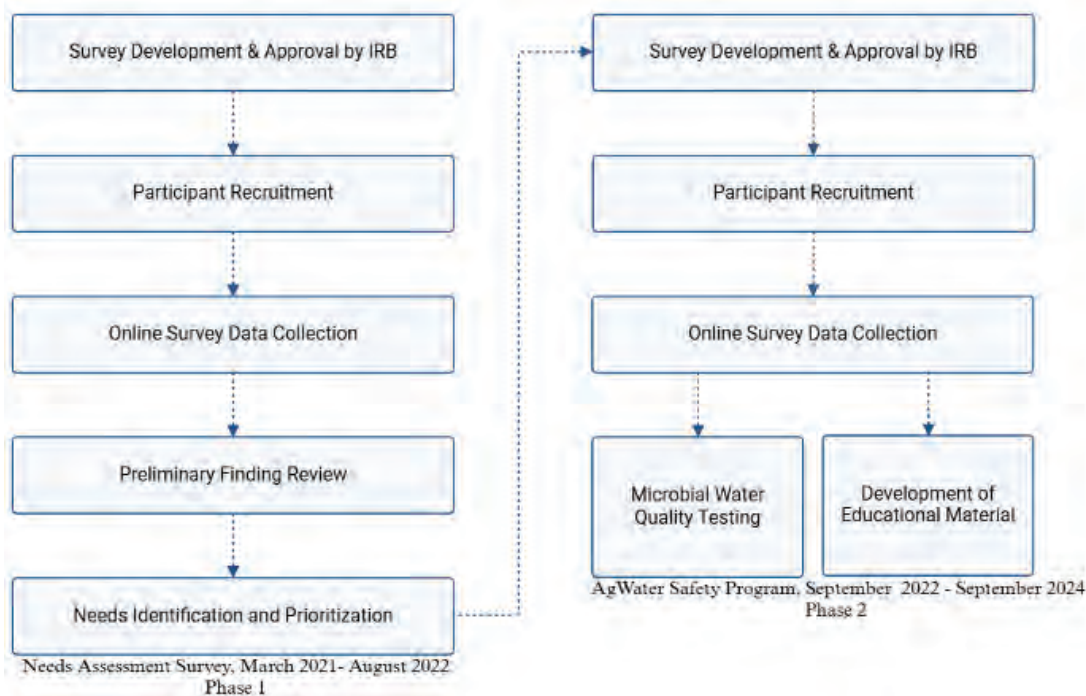 Survey Development & Approval by IRB
Participant Recruitment
Online Survey Data Collection
Preliminary Finding Review
Needs Identification and Prioritization
Needs Assessment Survey, March 2021- August 2022
Phase 1
Survey Development & Approval by IRB
Participant Recruitment
Online Survey Data Collection
Microbial Water
Quality Testing
Development of
Educational Material
AgWater Safety Program, September 2022 - September 2024
Phase 2